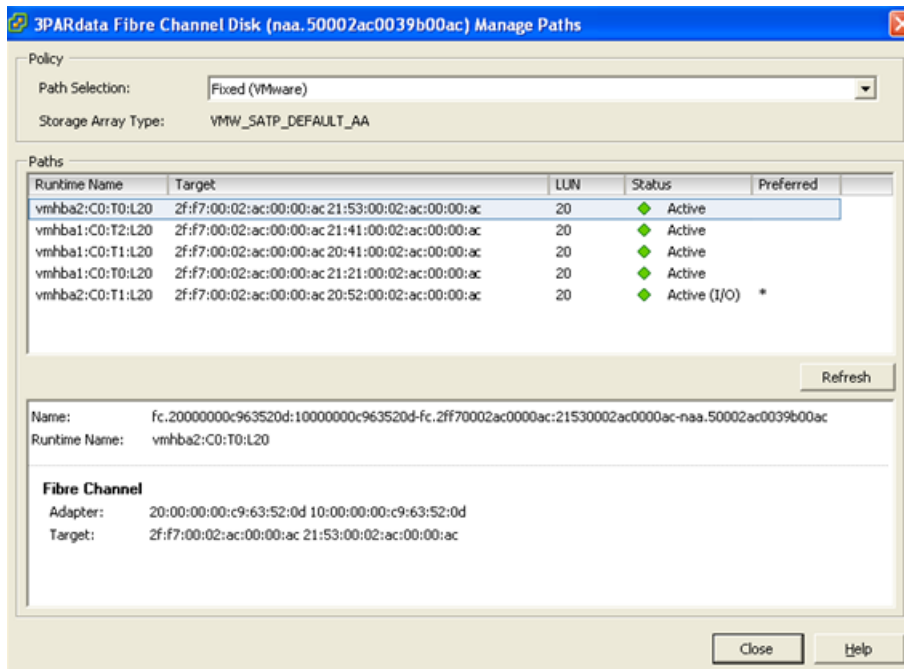 3PARdata Fibre Channel Disk (naa.50002ac0039b00ac) Manage Paths
Policy
Path Selection: Fixed (VMware)
Storage Array Type: VMW_SATP_DEFAULT_AA
Paths
Runtime Name Target LUN Status Preferred
vmhba2:C0:T0:L20 2f:f7:00:02:ac:00:00:ac 21:53:00:02:ac:00:00:ac 20 Active
vmhba1:C0:T2:L20 2f:f7:00:02:ac:00:00:ac 21:41:00:02:ac:00:00:ac 20 Active
vmhba1:C0:T1:L20 2f:f7:00:02:ac:00:00:ac 20:41:00:02:ac:00:00:ac 20 Active
vmhba1:C0:T0:L20 2f:f7:00:02:ac:00:00:ac 21:21:00:02:ac:00:00:ac 20 Active
vmhba2:C0:T1:L20 2f:f7:00:02:ac:00:00:ac 20:52:00:02:ac:00:00:ac 20 Active (I/O) *
Refresh
Name: fc.20000000c963520d:10000000c963520d-fc.2ff70002ac0000ac:21530002ac0000ac-naa.50002ac0039b00ac
Runtime Name: vmhba2:C0:T0:L20
Fibre Channel
Adapter: 20:00:00:00:c9:63:52:0d 10:00:00:00:c9:63:52:0d
Target: 2f:f7:00:02:ac:00:00:ac 21:53:00:02:ac:00:00:ac
Close Help